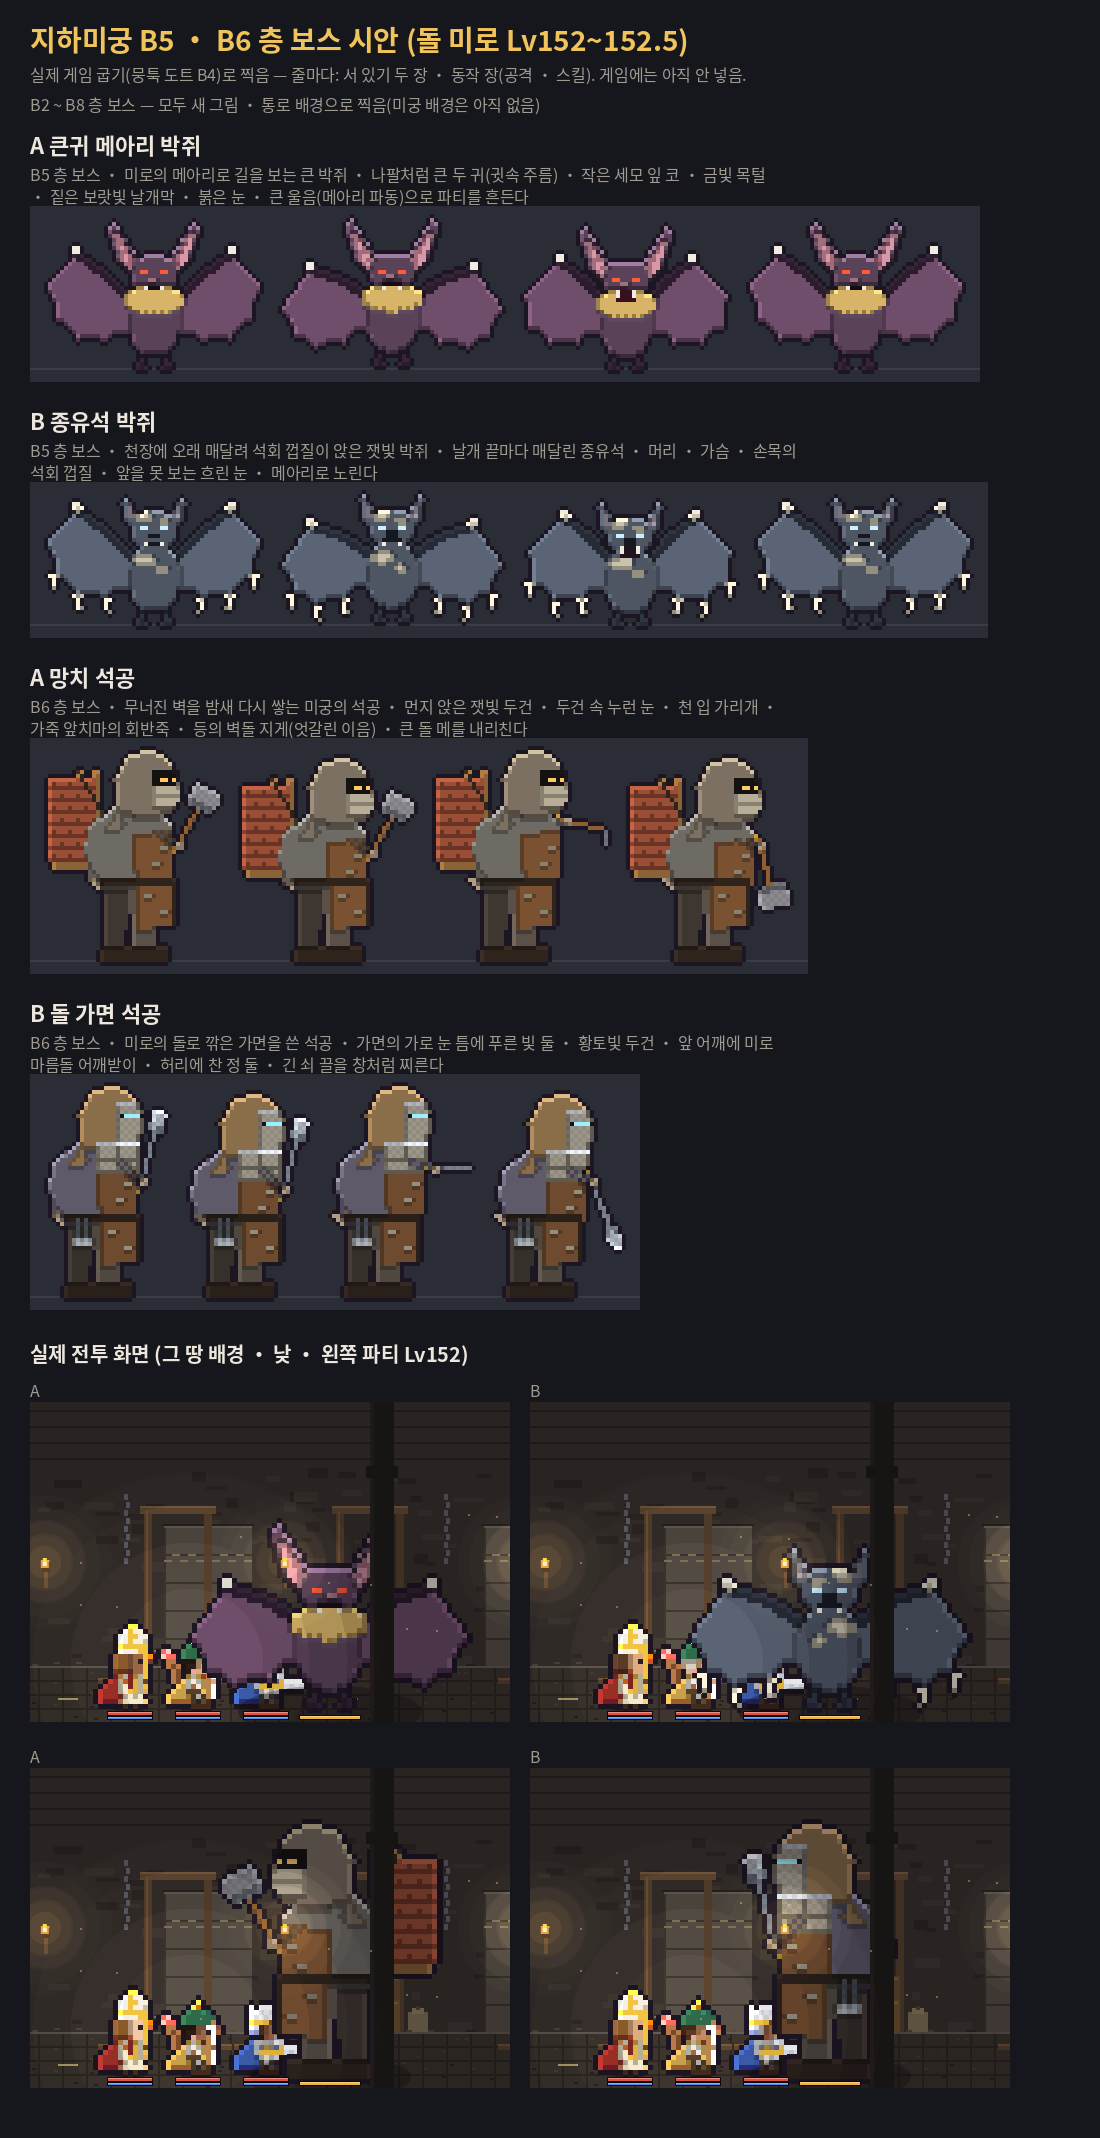 지하미궁 B5 · B6 층 보스 시안 (돌 미로 Lv152~152.5)
실제 게임 굽기(뭉툭 도트 B4)로 찍음 — 줄마다: 서 있기 두 장 · 동작 장(공격 · 스킬). 게임에는 아직 안 넣음.
B2 ~ B8 층 보스 — 모두 새 그림 · 통로 배경으로 찍음(미궁 배경은 아직 없음)
A 큰귀 메아리 박쥐
B5 층 보스 · 미로의 메아리로 길을 보는 큰 박쥐 · 나팔처럼 큰 두 귀(귓속 주름) · 작은 세모 잎 코 · 금빛 목털
· 짙은 보랏빛 날개막 · 붉은 눈 · 큰 울음(메아리 파동)으로 파티를 흔든다
B 종유석 박쥐
B5 층 보스 · 천장에 오래 매달려 석회 껍질이 앉은 잿빛 박쥐 · 날개 끝마다 매달린 종유석 · 머리 · 가슴 · 손목의
석회 껍질 · 앞을 못 보는 흐린 눈 · 메아리로 노린다
A 망치 석공
B6 층 보스 · 무너진 벽을 밤새 다시 쌓는 미궁의 석공 · 먼지 앉은 잿빛 두건 · 두건 속 누런 눈 · 천 입 가리개 ·
가죽 앞치마의 회반죽 · 등의 벽돌 지게(엇갈린 이음) · 큰 돌 메를 내리친다
B 돌 가면 석공
B6 층 보스 · 미로의 돌로 깎은 가면을 쓴 석공 · 가면의 가로 눈 틈에 푸른 빛 둘 · 황토빛 두건 · 앞 어깨에 미로
마름돌 어깨받이 · 허리에 찬 정 둘 · 긴 쇠 끌을 창처럼 찌른다
실제 전투 화면 (그 땅 배경 · 낮 · 왼쪽 파티 Lv152)
A
B
A
B